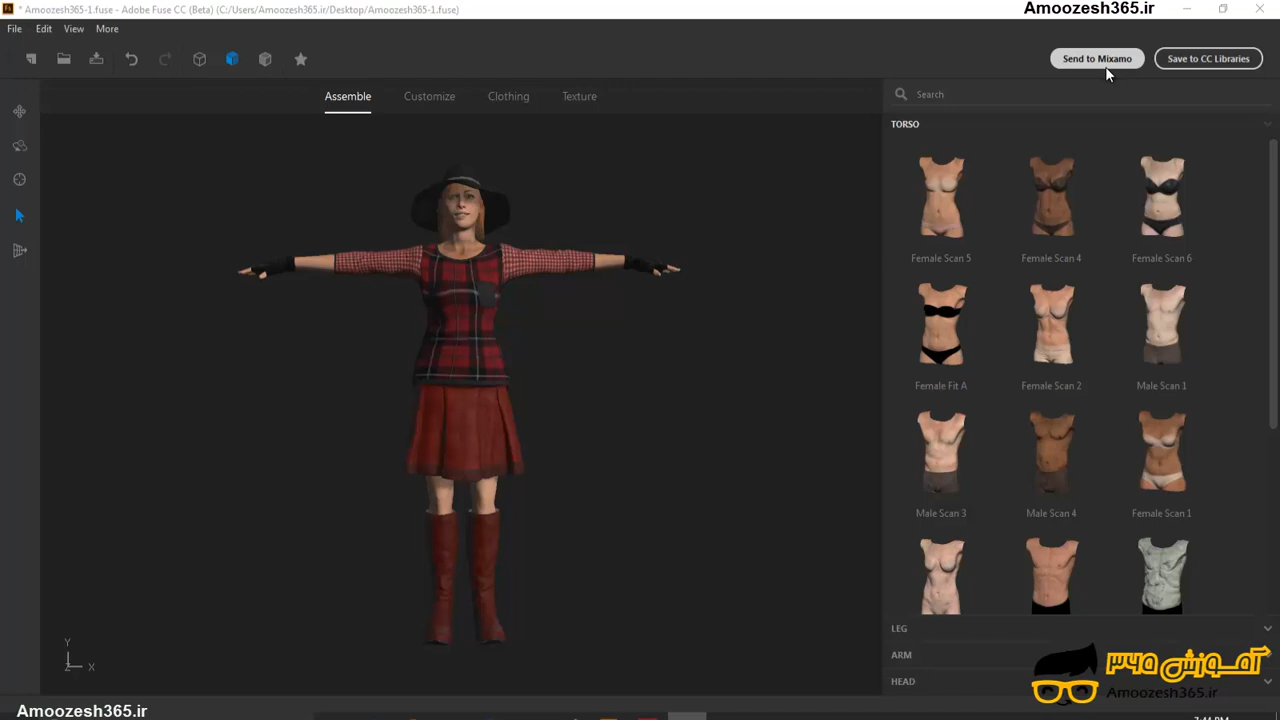 * Amoozesh365-1.fuse - Adobe Fuse CC (Beta) (C:/Users/Amoozesh365.ir/Desktop/Amoozesh365-1.fuse)
Amoozesh365.ir
File Edit View More
Send to Mixamo
Save to CC Libraries
Assemble Customize Clothing Texture
Search
TORSO
Female Scan 5 Female Scan 4 Female Scan 6
Female Fit A Female Scan 2 Male Scan 1
Male Scan 3 Male Scan 4 Female Scan 1
LEG
ARM
HEAD
Y
Z X
آموزش ۳۶۵
Amoozesh365.ir
Amoozesh365.ir